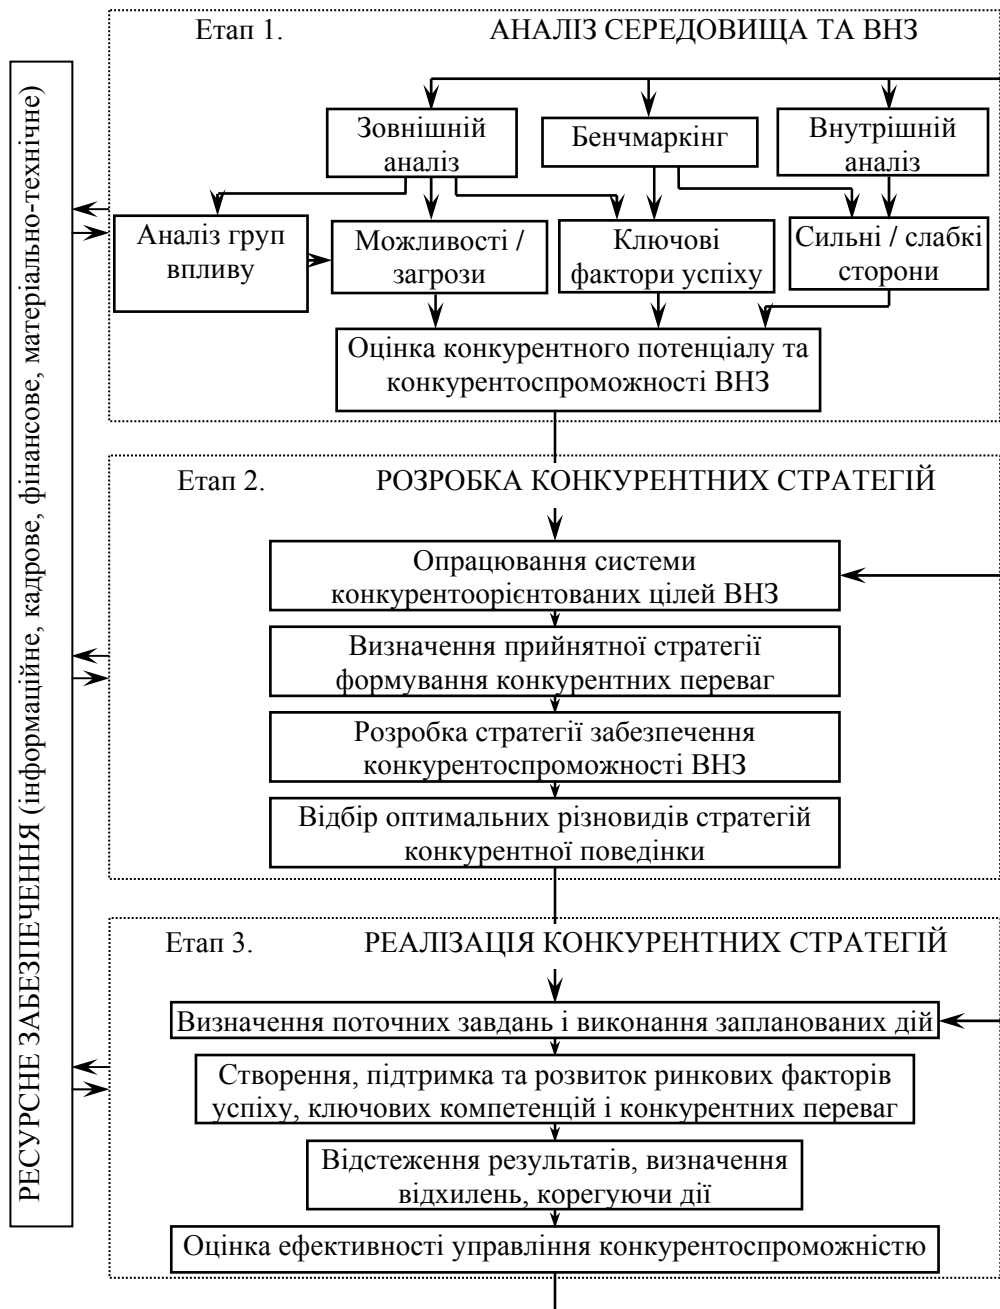 РЕСУРСНЕ ЗАБЕЗПЕЧЕННЯ (інформаційне, кадрове, фінансове, матеріально-технічне)
Етап 1. АНАЛІЗ СЕРЕДОВИЩА ТА ВНЗ
Зовнішній
аналіз
Бенчмаркінг
Внутрішній
аналіз
Аналіз груп
впливу
Можливості /
загрози
Ключові
фактори успіху
Сильні / слабкі
сторони
Оцінка конкурентного потенціалу та
конкурентоспроможності ВНЗ
Етап 2. РОЗРОБКА КОНКУРЕНТНИХ СТРАТЕГІЙ
Опрацювання системи
конкурентоорієнтованих цілей ВНЗ
Визначення прийнятної стратегії
формування конкурентних переваг
Розробка стратегії забезпечення
конкурентоспроможності ВНЗ
Відбір оптимальних різновидів стратегій
конкурентної поведінки
Етап 3. РЕАЛІЗАЦІЯ КОНКУРЕНТНИХ СТРАТЕГІЙ
Визначення поточних завдань і виконання запланованих дій
Створення, підтримка та розвиток ринкових факторів
успіху, ключових компетенцій і конкурентних переваг
Відстеження результатів, визначення
відхилень, корегуючи дії
Оцінка ефективності управління конкурентоспроможністю